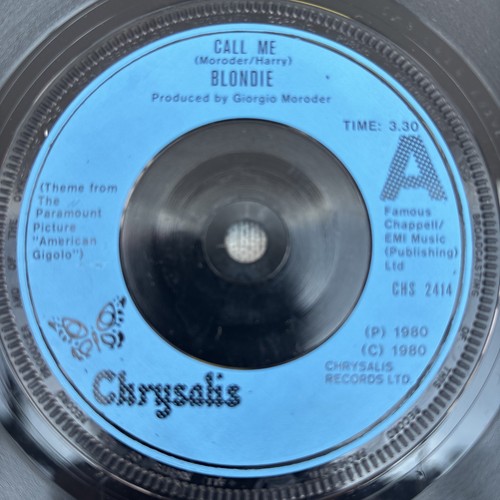 CALL ME
(Moroder/Harry)
BLONDIE
Produced by Giorgio Moroder
TIME: 3.30
A
(Theme from
The
Paramount
Picture
"American
Gigolo")
Famous
Chappell/
EMI Music
(Publishing)
Ltd
CHS 2414
(P) 1980
(C) 1980
CHRYSALIS
RECORDS LTD.
Chrysalis